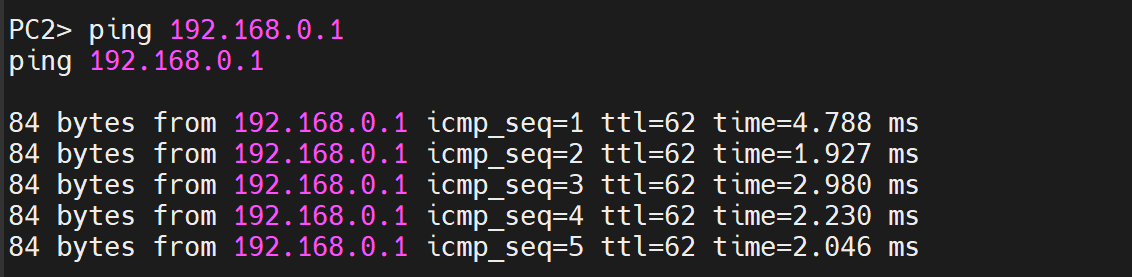 PC2> ping 192.168.0.1
ping 192.168.0.1
84 bytes from 192.168.0.1 icmp_seq=1 ttl=62 time=4.788 ms
84 bytes from 192.168.0.1 icmp_seq=2 ttl=62 time=1.927 ms
84 bytes from 192.168.0.1 icmp_seq=3 ttl=62 time=2.980 ms
84 bytes from 192.168.0.1 icmp_seq=4 ttl=62 time=2.230 ms
84 bytes from 192.168.0.1 icmp_seq=5 ttl=62 time=2.046 ms